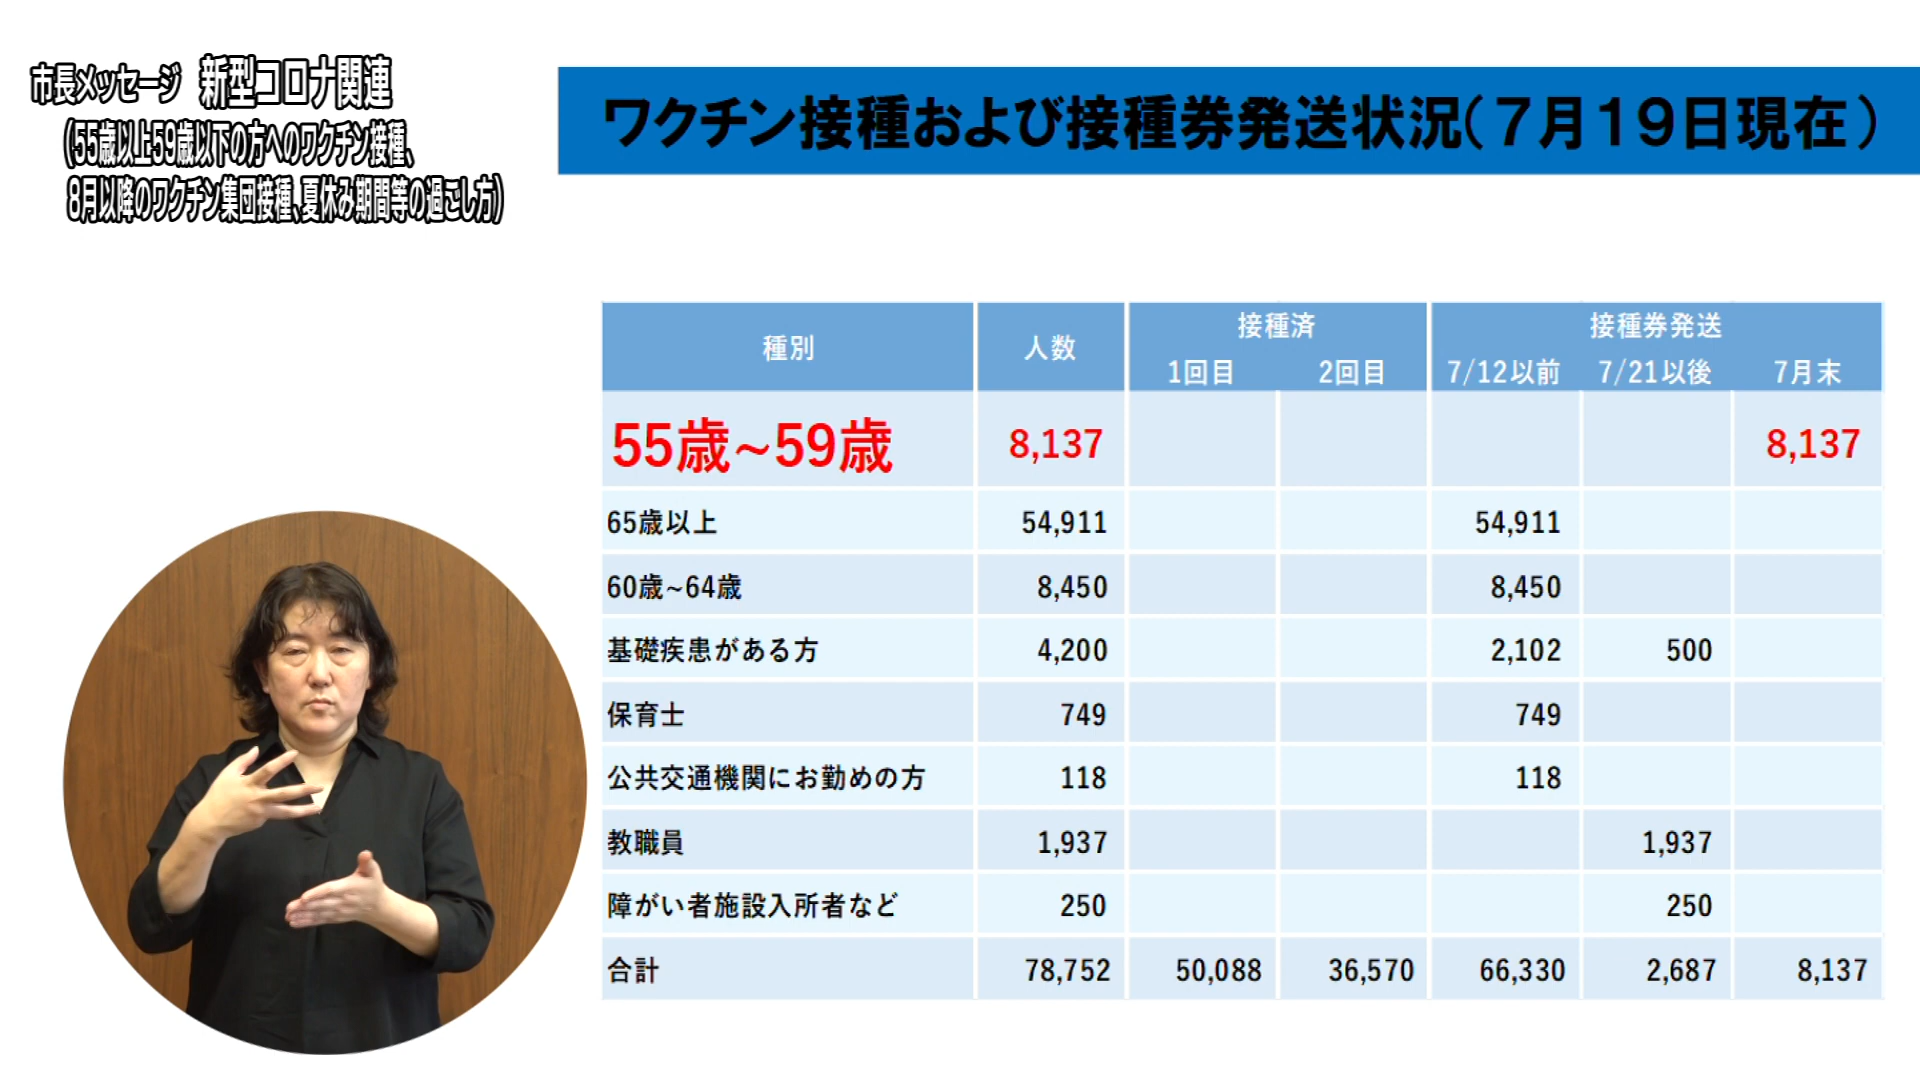 市長メッセージ 新型コロナ関連
(55歳以上59歳以下の方へのワクチン接種、
8月以降のワクチン集団接種、夏休み期間等の過ごし方)
ワクチン接種および接種券発送状況(7月19日現在)
種別 人数 接種済 接種券発送
1回目 2回目 7/12以前 7/21以後 7月末
55歳~59歳 8,137 8,137
65歳以上 54,911 54,911
60歳~64歳 8,450 8,450
基礎疾患がある方 4,200 2,102 500
保育士 749 749
公共交通機関にお勤めの方 118 118
教職員 1,937 1,937
障がい者施設入所者など 250 250
合計 78,752 50,088 36,570 66,330 2,687 8,137